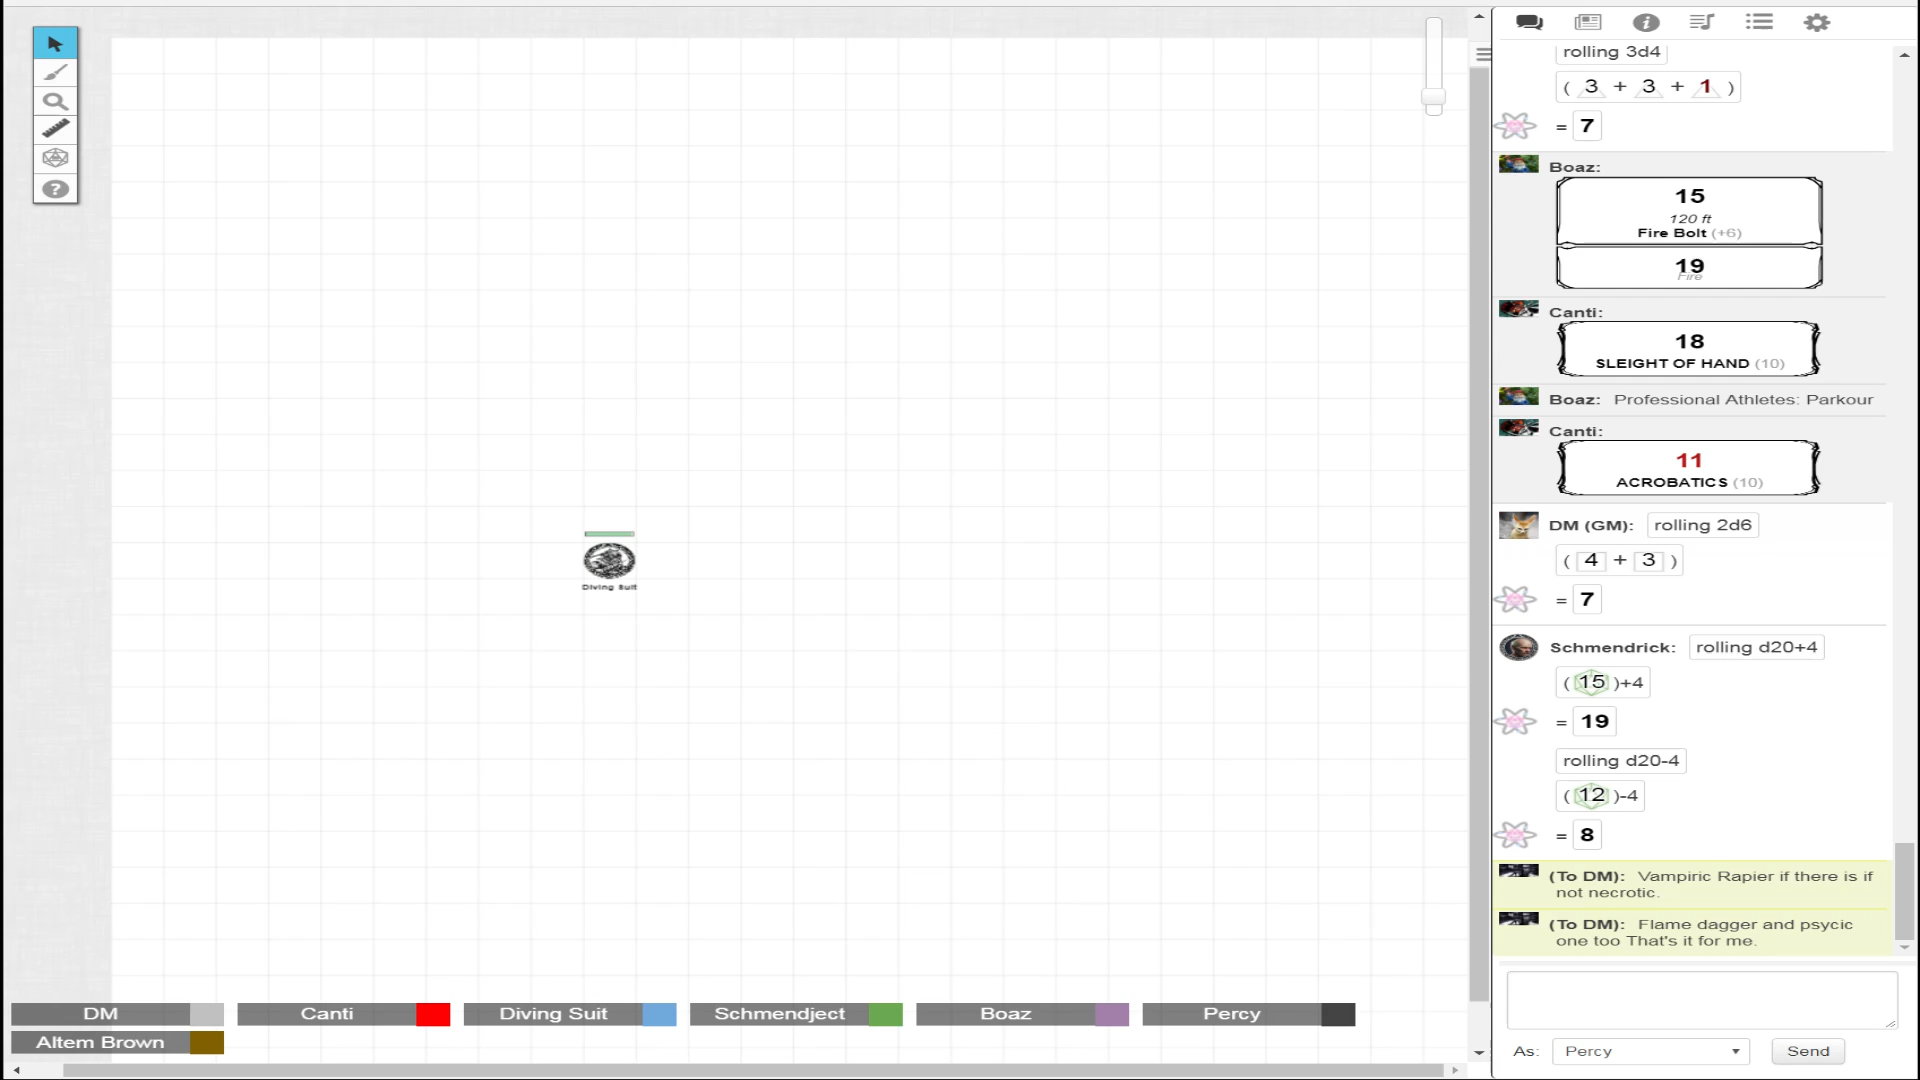 rolling 3d4
( 3 + 3 + 1 )
= 7
Boaz:
15
120 ft
Fire Bolt (+6)
19
Fire
Canti:
18
SLEIGHT OF HAND (10)
Boaz: Professional Athletes: Parkour
Canti:
11
ACROBATICS (10)
DM (GM): rolling 2d6
( 4 + 3 )
= 7
Schmendrick: rolling d20+4
( 15 )+4
= 19
rolling d20-4
( 12 )-4
= 8
(To DM): Vampiric Rapier if there is if
not necrotic.
(To DM): Flame dagger and psycic
one too That's it for me.
As: Percy Send
Diving Suit
DM Canti Diving Suit Schmendject Boaz Percy
Altem Brown